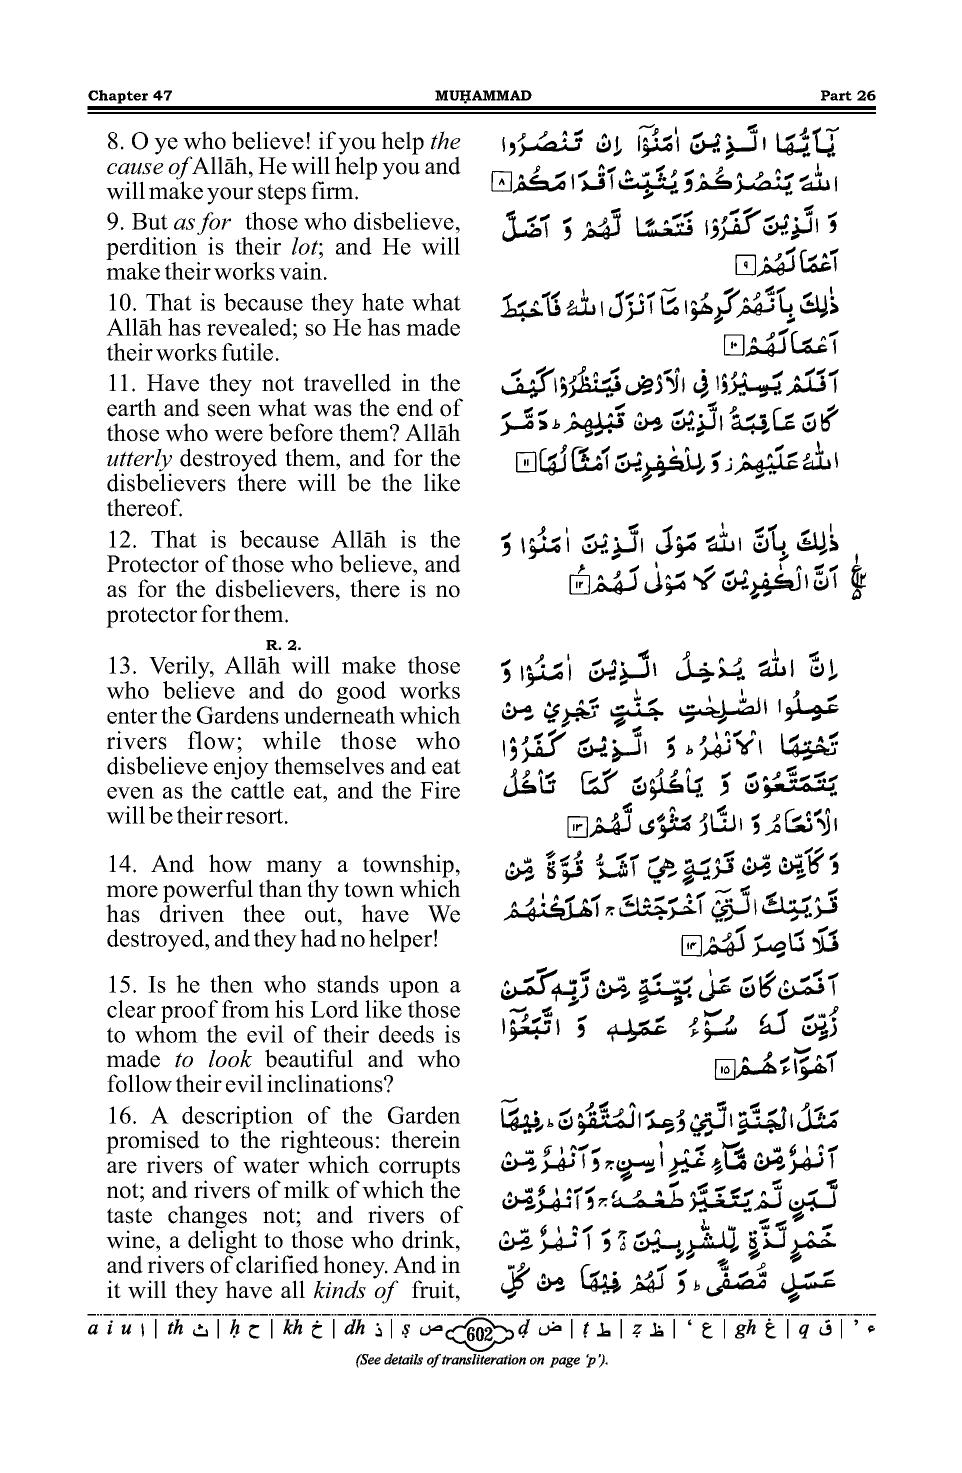 Chapter 47 MUḤAMMAD Part 26
8. O ye who believe! if you help the
cause of Allāh, He will help you and
will make your steps firm.
يٰۤاَيُّهَا الَّذِيْنَ اٰمَنُوْۤا اِنْ تَنْصُرُوا
اللّٰهَ يَنْصُرْكُمْ وَ يُثَبِّتْ اَقْدَامَكُمْ ﴿۸﴾
9. But as for those who disbelieve,
perdition is their lot; and He will
make their works vain.
وَ الَّذِيْنَ كَفَرُوْا فَتَعْسًا لَّهُمْ وَ اَضَلَّ
اَعْمَالَهُمْ ﴿۹﴾
10. That is because they hate what
Allāh has revealed; so He has made
their works futile.
ذٰلِكَ بِاَنَّهُمْ كَرِهُوْا مَاۤ اَنْزَلَ اللّٰهُ فَاَحْبَطَ
اَعْمَالَهُمْ ﴿۱۰﴾
11. Have they not travelled in the
earth and seen what was the end of
those who were before them? Allāh
utterly destroyed them, and for the
disbelievers there will be the like
thereof.
اَفَلَمْ يَسِيْرُوْا فِي الْاَرْضِ فَيَنْظُرُوْا كَيْفَ
كَانَ عَاقِبَةُ الَّذِيْنَ مِنْ قَبْلِهِمْ ؕ دَمَّرَ
اللّٰهُ عَلَيْهِمْ ۫ وَ لِلْكٰفِرِيْنَ اَمْثَالُهَا ﴿۱۱﴾
12. That is because Allāh is the
Protector of those who believe, and
as for the disbelievers, there is no
protector for them.
ذٰلِكَ بِاَنَّ اللّٰهَ مَوْلَى الَّذِيْنَ اٰمَنُوْا وَ
اَنَّ الْكٰفِرِيْنَ لَا مَوْلٰى لَهُمْ ﴿۱۲﴾
R. 2.
13. Verily, Allāh will make those
who believe and do good works
enter the Gardens underneath which
rivers flow; while those who
disbelieve enjoy themselves and eat
even as the cattle eat, and the Fire
will be their resort.
اِنَّ اللّٰهَ يُدْخِلُ الَّذِيْنَ اٰمَنُوْا وَ
عَمِلُوا الصّٰلِحٰتِ جَنّٰتٍ تَجْرِيْ مِنْ
تَحْتِهَا الْاَنْهٰرُ ؕ وَ الَّذِيْنَ كَفَرُوْا
يَتَمَتَّعُوْنَ وَ يَاْكُلُوْنَ كَمَا تَاْكُلُ
الْاَنْعَامُ وَ النَّارُ مَثْوًى لَّهُمْ ﴿۱۳﴾
14. And how many a township,
more powerful than thy town which
has driven thee out, have We
destroyed, and they had no helper!
وَ كَاَيِّنْ مِّنْ قَرْيَةٍ هِيَ اَشَدُّ قُوَّةً مِّنْ
قَرْيَتِكَ الَّتِيْۤ اَخْرَجَتْكَ ۚ اَهْلَكْنٰهُمْ
فَلَا نَاصِرَ لَهُمْ ﴿۱۴﴾
15. Is he then who stands upon a
clear proof from his Lord like those
to whom the evil of their deeds is
made to look beautiful and who
follow their evil inclinations?
اَفَمَنْ كَانَ عَلٰى بَيِّنَةٍ مِّنْ رَّبِّهٖ كَمَنْ
زُيِّنَ لَهٗ سُوْٓءُ عَمَلِهٖ وَ اتَّبَعُوْۤا
اَهْوَآءَهُمْ ﴿۱۵﴾
16. A description of the Garden
promised to the righteous: therein
are rivers of water which corrupts
not; and rivers of milk of which the
taste changes not; and rivers of
wine, a delight to those who drink,
and rivers of clarified honey. And in
it will they have all kinds of fruit,
مَثَلُ الْجَنَّةِ الَّتِيْ وُعِدَ الْمُتَّقُوْنَ ؕ فِيْهَاۤ
اَنْهٰرٌ مِّنْ مَّآءٍ غَيْرِ اٰسِنٍ ۚ وَ اَنْهٰرٌ مِّنْ
لَّبَنٍ لَّمْ يَتَغَيَّرْ طَعْمُهٗ ۚ وَ اَنْهٰرٌ مِّنْ
خَمْرٍ لَّذَّةٍ لِّلشّٰرِبِيْنَ ۬ۚ وَ اَنْهٰرٌ مِّنْ
عَسَلٍ مُّصَفًّى ؕ وَ لَهُمْ فِيْهَا مِنْ كُلِّ
a i u ا | th ث | ḥ ح | kh خ | dh ذ | ṣ ص 602 ḍ ض | ṭ ط | ẓ ظ | ‘ ع | gh غ | q ق | ’ ء
(See details of transliteration on page ‘p’).